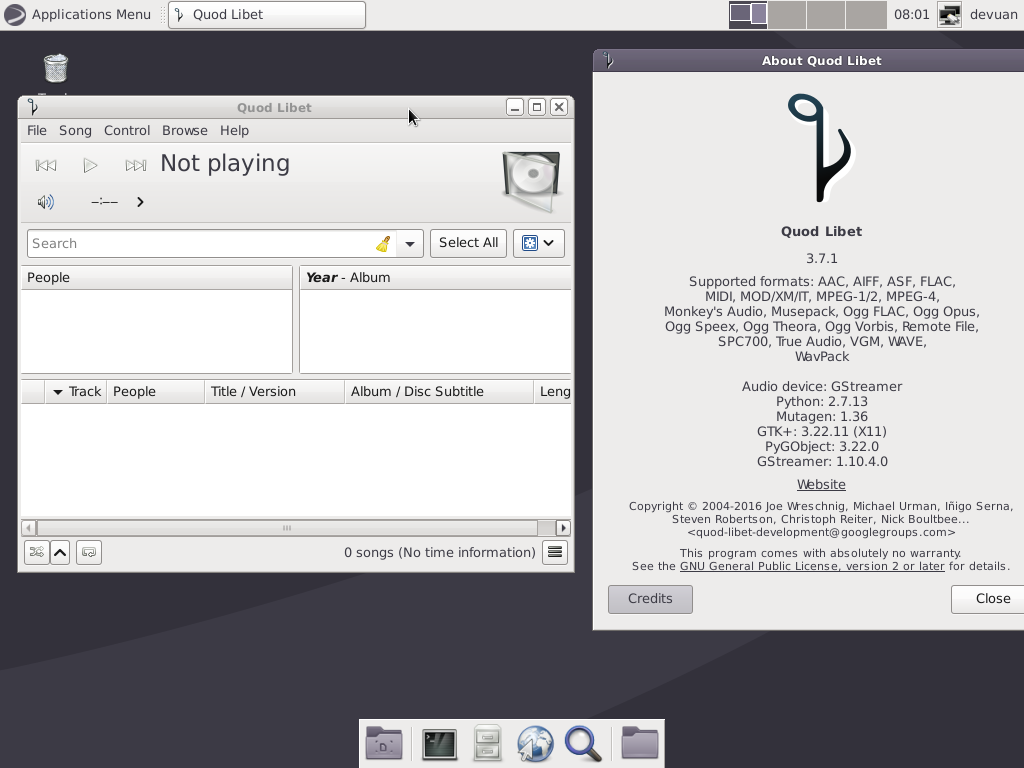 Applications Menu
Quod Libet
08:01
devuan
Quod Libet
File Song Control Browse Help
Not playing
–:––
Search
Select All
People
Year - Album
Track People Title / Version Album / Disc Subtitle Leng
0 songs (No time information)
About Quod Libet
Quod Libet
3.7.1
Supported formats: AAC, AIFF, ASF, FLAC,
MIDI, MOD/XM/IT, MPEG-1/2, MPEG-4,
Monkey's Audio, Musepack, Ogg FLAC, Ogg Opus,
Ogg Speex, Ogg Theora, Ogg Vorbis, Remote File,
SPC700, True Audio, VGM, WAVE,
WavPack
Audio device: GStreamer
Python: 2.7.13
Mutagen: 1.36
GTK+: 3.22.11 (X11)
PyGObject: 3.22.0
GStreamer: 1.10.4.0
Website
Copyright © 2004-2016 Joe Wreschnig, Michael Urman, Iñigo Serna,
Steven Robertson, Christoph Reiter, Nick Boultbee...
<quod-libet-development@googlegroups.com>
This program comes with absolutely no warranty.
See the GNU General Public License, version 2 or later for details.
Credits
Close
D